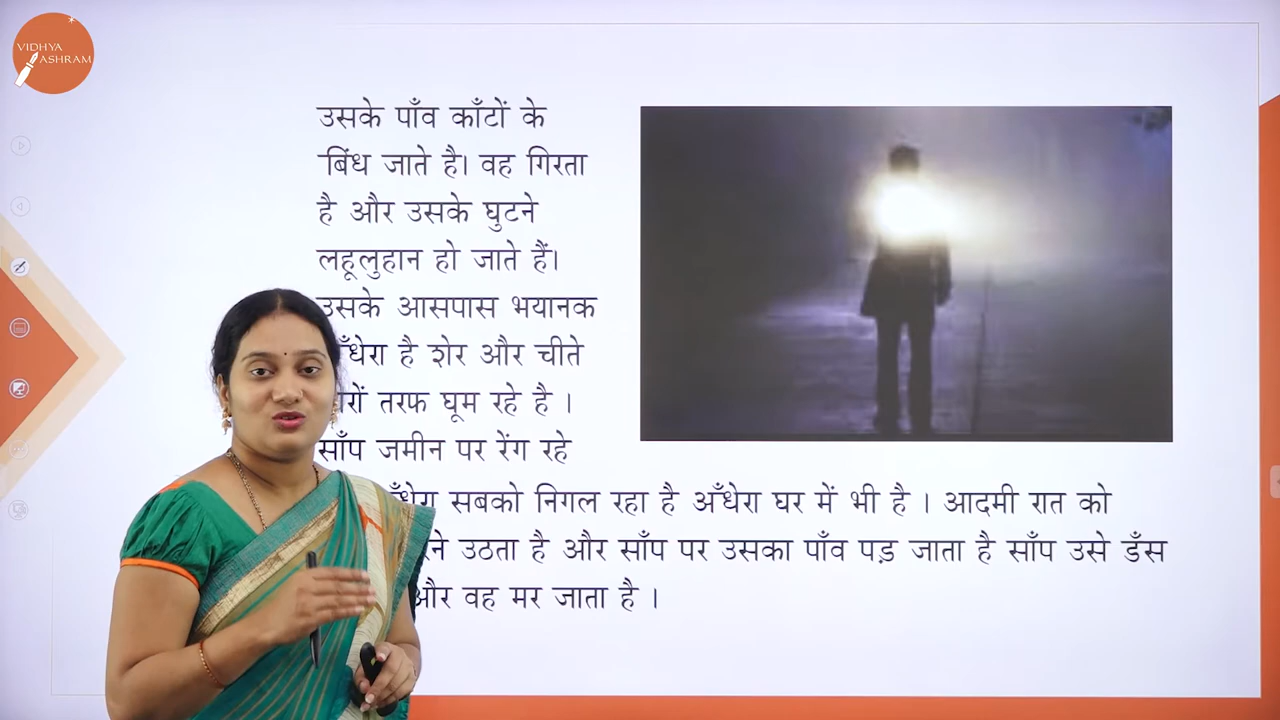 VIDHYA
ASHRAM
उसके पाँव काँटों के
बिंध जाते है। वह गिरता
है और उसके घुटने
लहूलुहान हो जाते हैं।
उसके आसपास भयानक
है शेर और चीते
तरफ घूम रहे है ।
साँप जमीन पर रेंग रहे
सबको निगल रहा है अँधेरा घर में भी है । आदमी रात को
उठता है और साँप पर उसका पाँव पड़ जाता है साँप उसे डँस
और वह मर जाता है ।